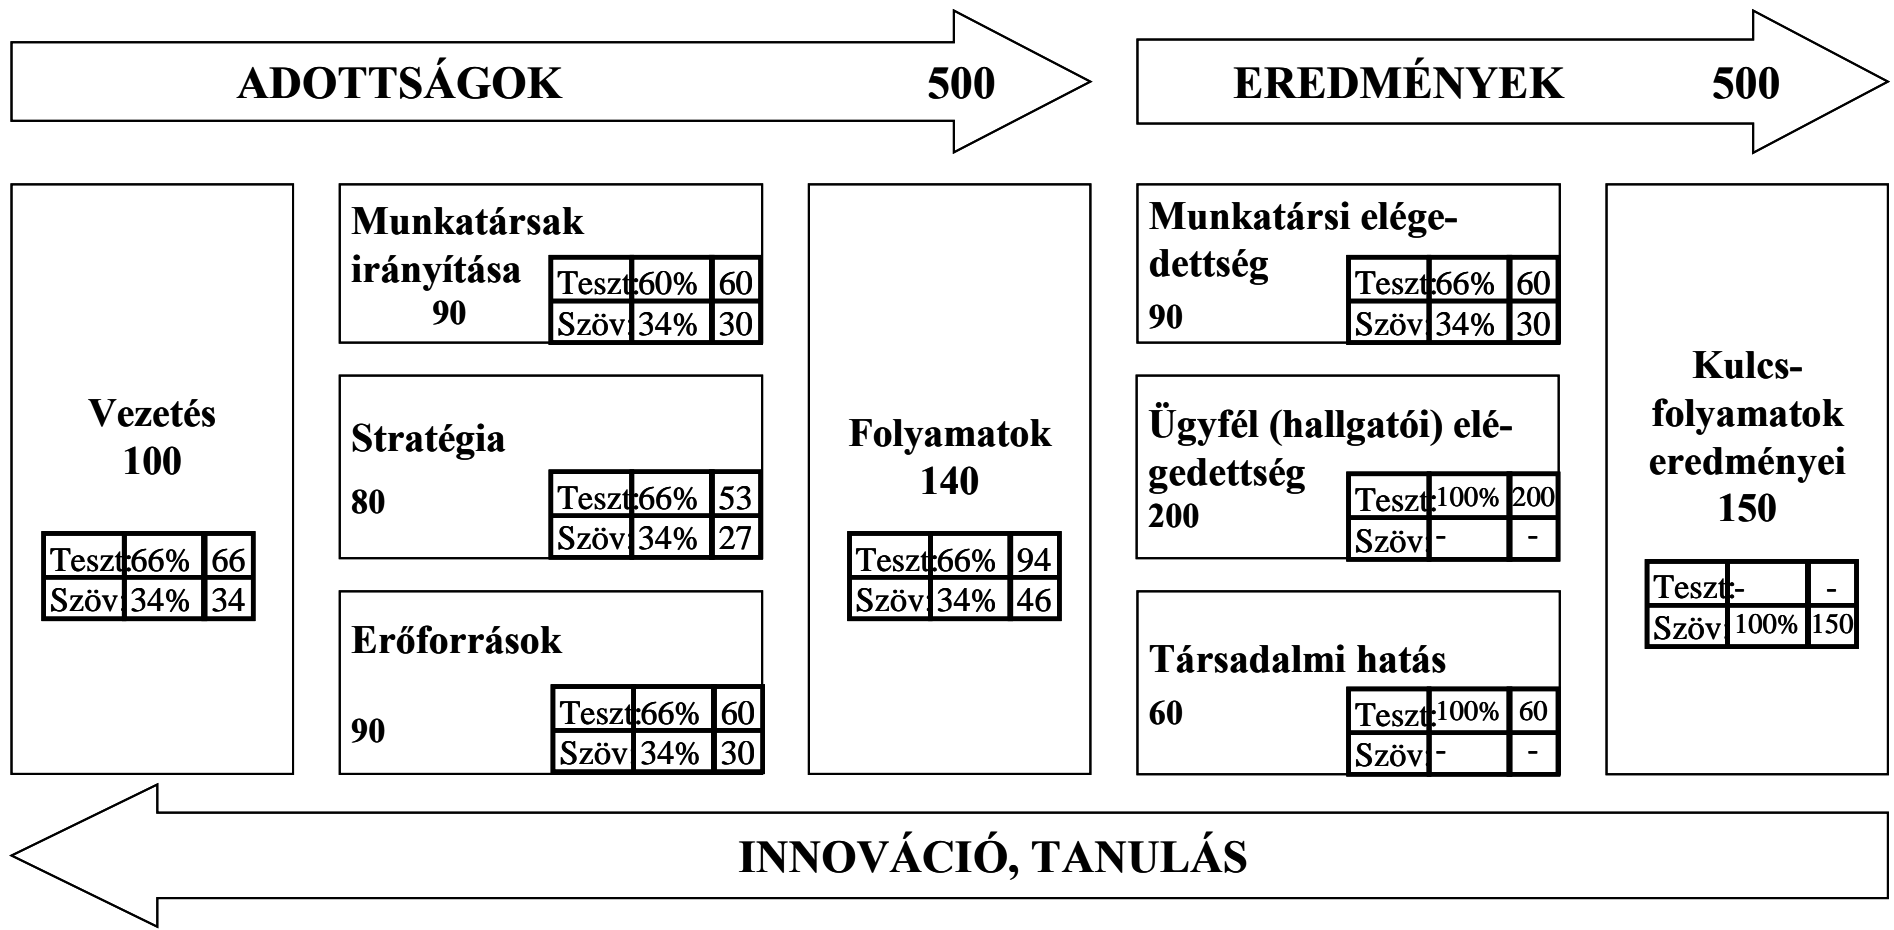 ADOTTSÁGOK 500
EREDMÉNYEK 500
Vezetés
100
Teszt: 66% 66
Szöv: 34% 34
Munkatársak
irányítása
90
Teszt: 60% 60
Szöv: 34% 30
Stratégia
80
Teszt: 66% 53
Szöv: 34% 27
Erőforrások
90
Teszt: 66% 60
Szöv: 34% 30
Folyamatok
140
Teszt: 66% 94
Szöv: 34% 46
Munkatársi elége-
dettség
90
Teszt: 66% 60
Szöv: 34% 30
Ügyfél (hallgatói) elé-
gedettség
200
Teszt: 100% 200
Szöv: - -
Társadalmi hatás
60
Teszt: 100% 60
Szöv: - -
Kulcs-
folyamatok
eredményei
150
Teszt: - -
Szöv: 100% 150
INNOVÁCIÓ, TANULÁS